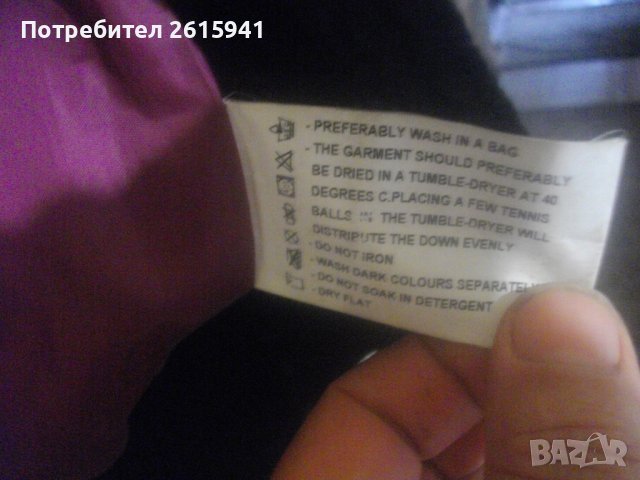 Потребител 2615941
- PREFERABLY WASH IN A BAG
- THE GARMENT SHOULD PREFERABLY
BE DRIED IN A TUMBLE-DRYER AT 40
DEGREES C.PLACING A FEW TENNIS
BALLS IN THE TUMBLE-DRYER WILL
DISTRIPUTE THE DOWN EVENLY
- DO NOT IRON
- WASH DARK COLOURS SEPARATELY
- DO NOT SOAK IN DETERGENT
- DRY FLAT
BAZAR